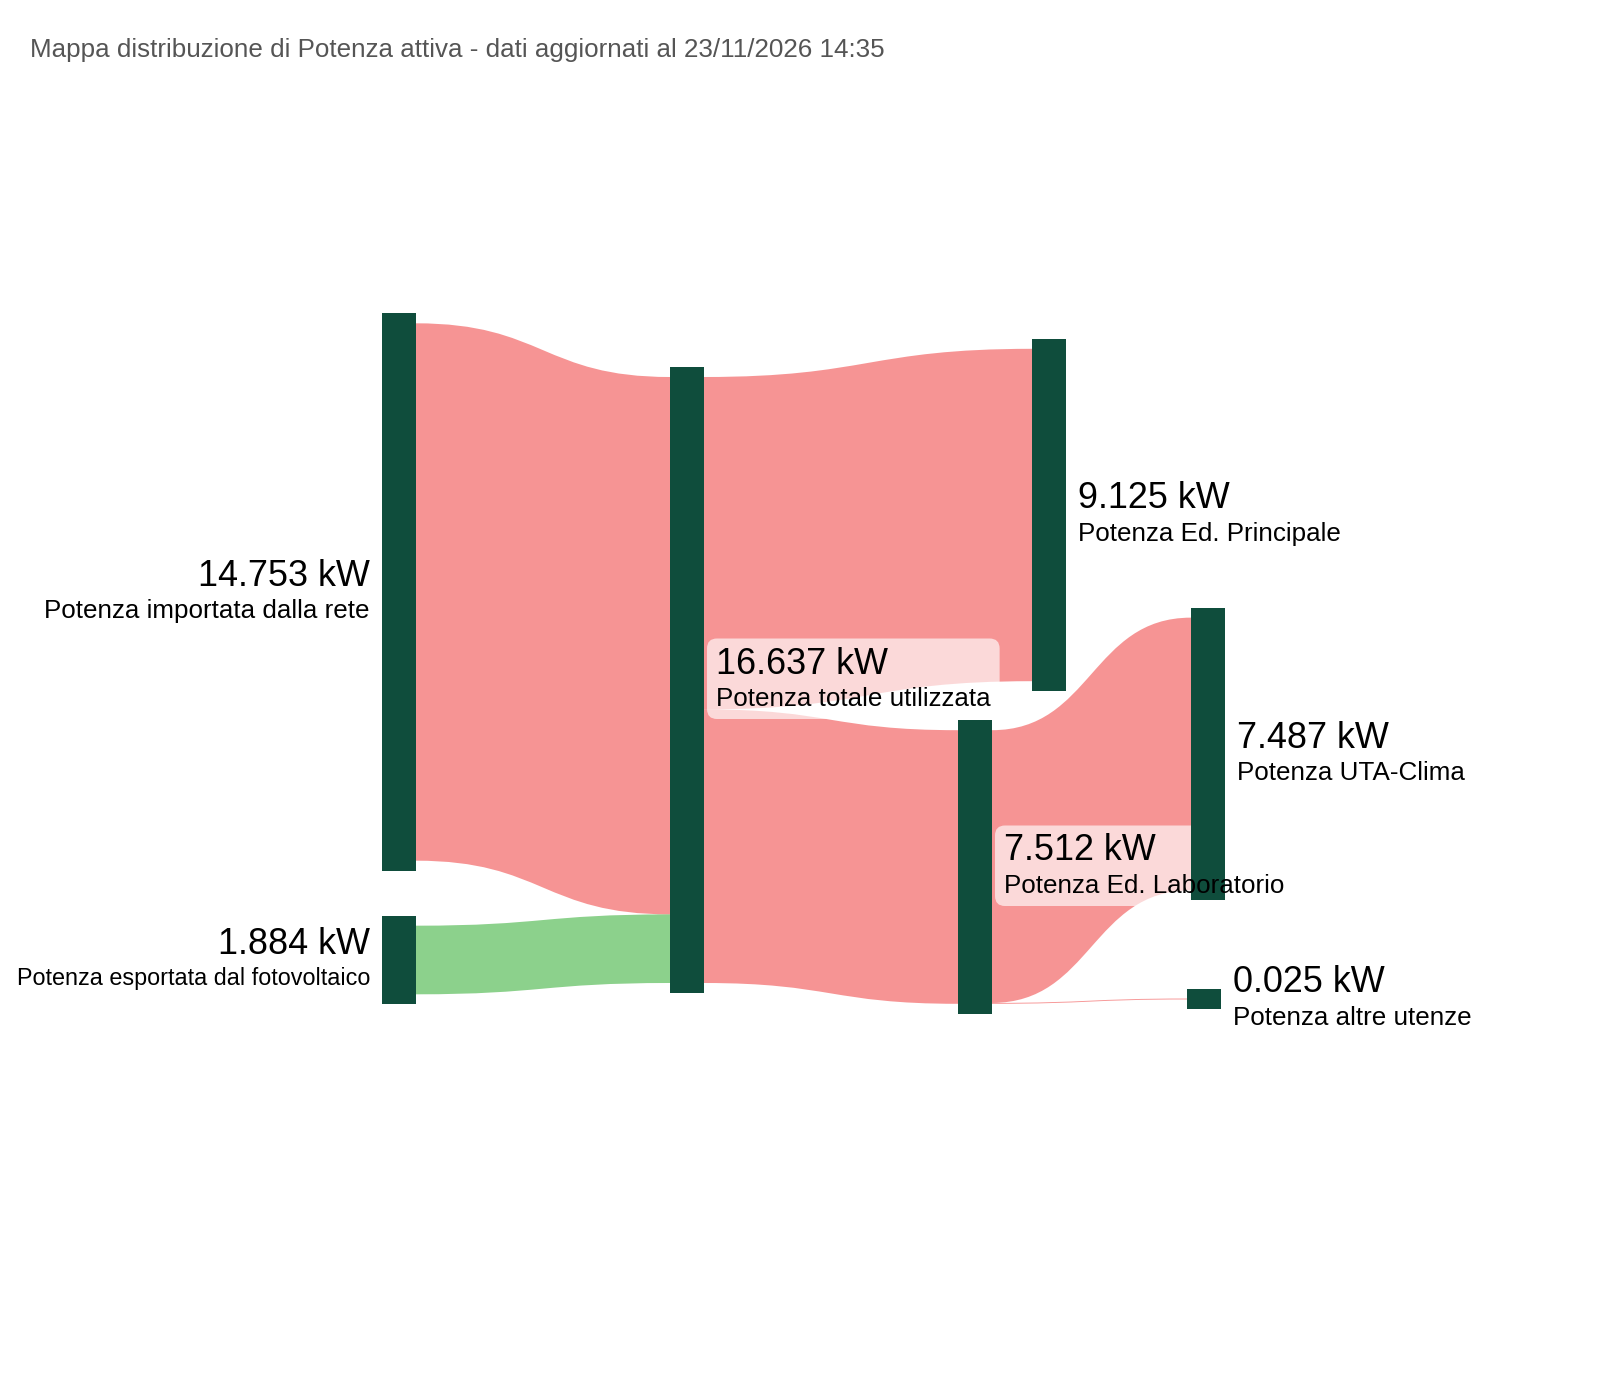 Mappa distribuzione di Potenza attiva - dati aggiornati al 23/11/2026 14:35
14.753 kW
Potenza importata dalla rete
1.884 kW
Potenza esportata dal fotovoltaico
16.637 kW
Potenza totale utilizzata
9.125 kW
Potenza Ed. Principale
7.512 kW
Potenza Ed. Laboratorio
7.487 kW
Potenza UTA-Clima
0.025 kW
Potenza altre utenze